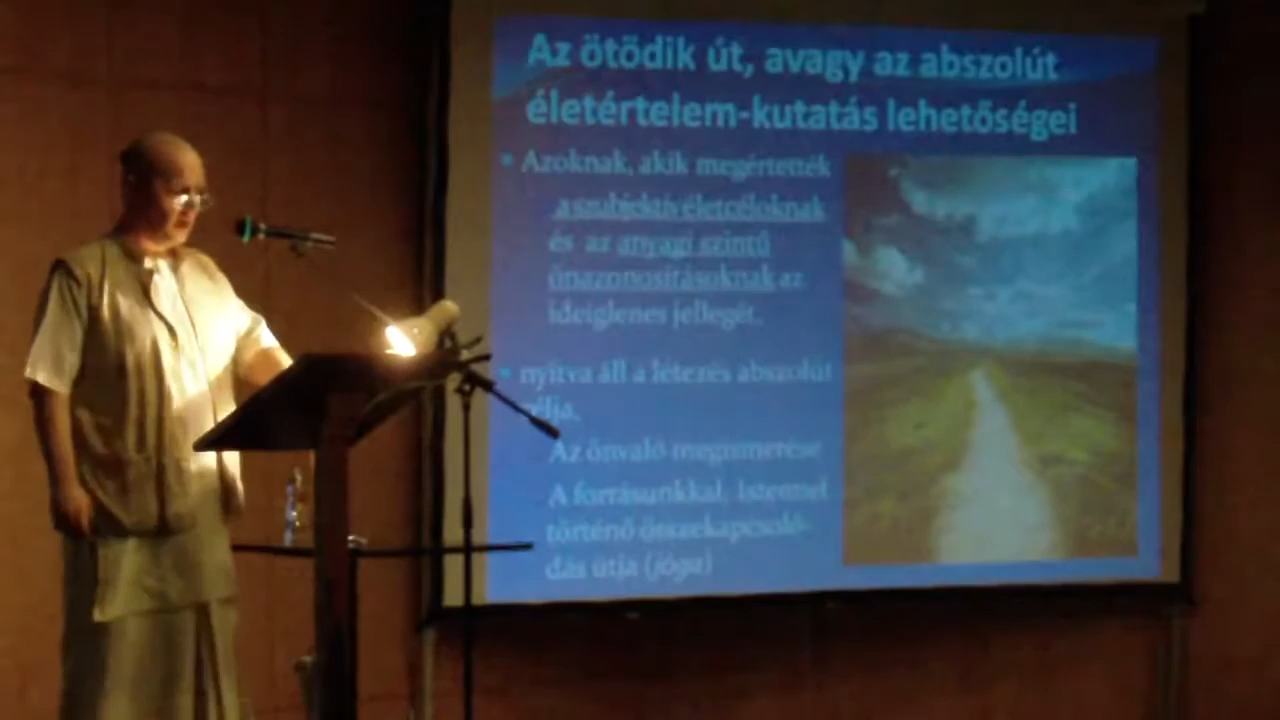 Az ötödik út, avagy az abszolút
életértelem-kutatás lehetőségei
Azoknak, akik megértették
a szubjektív életcéloknak
és az anyagi szintű
önazonosításoknak az
ideiglenes jellegét,
nyitva áll a létezés abszolút
célja.
Az önvaló megismerése
A forrásunkkal, Istennel
történő összekapcsoló-
dás útja (jóga)